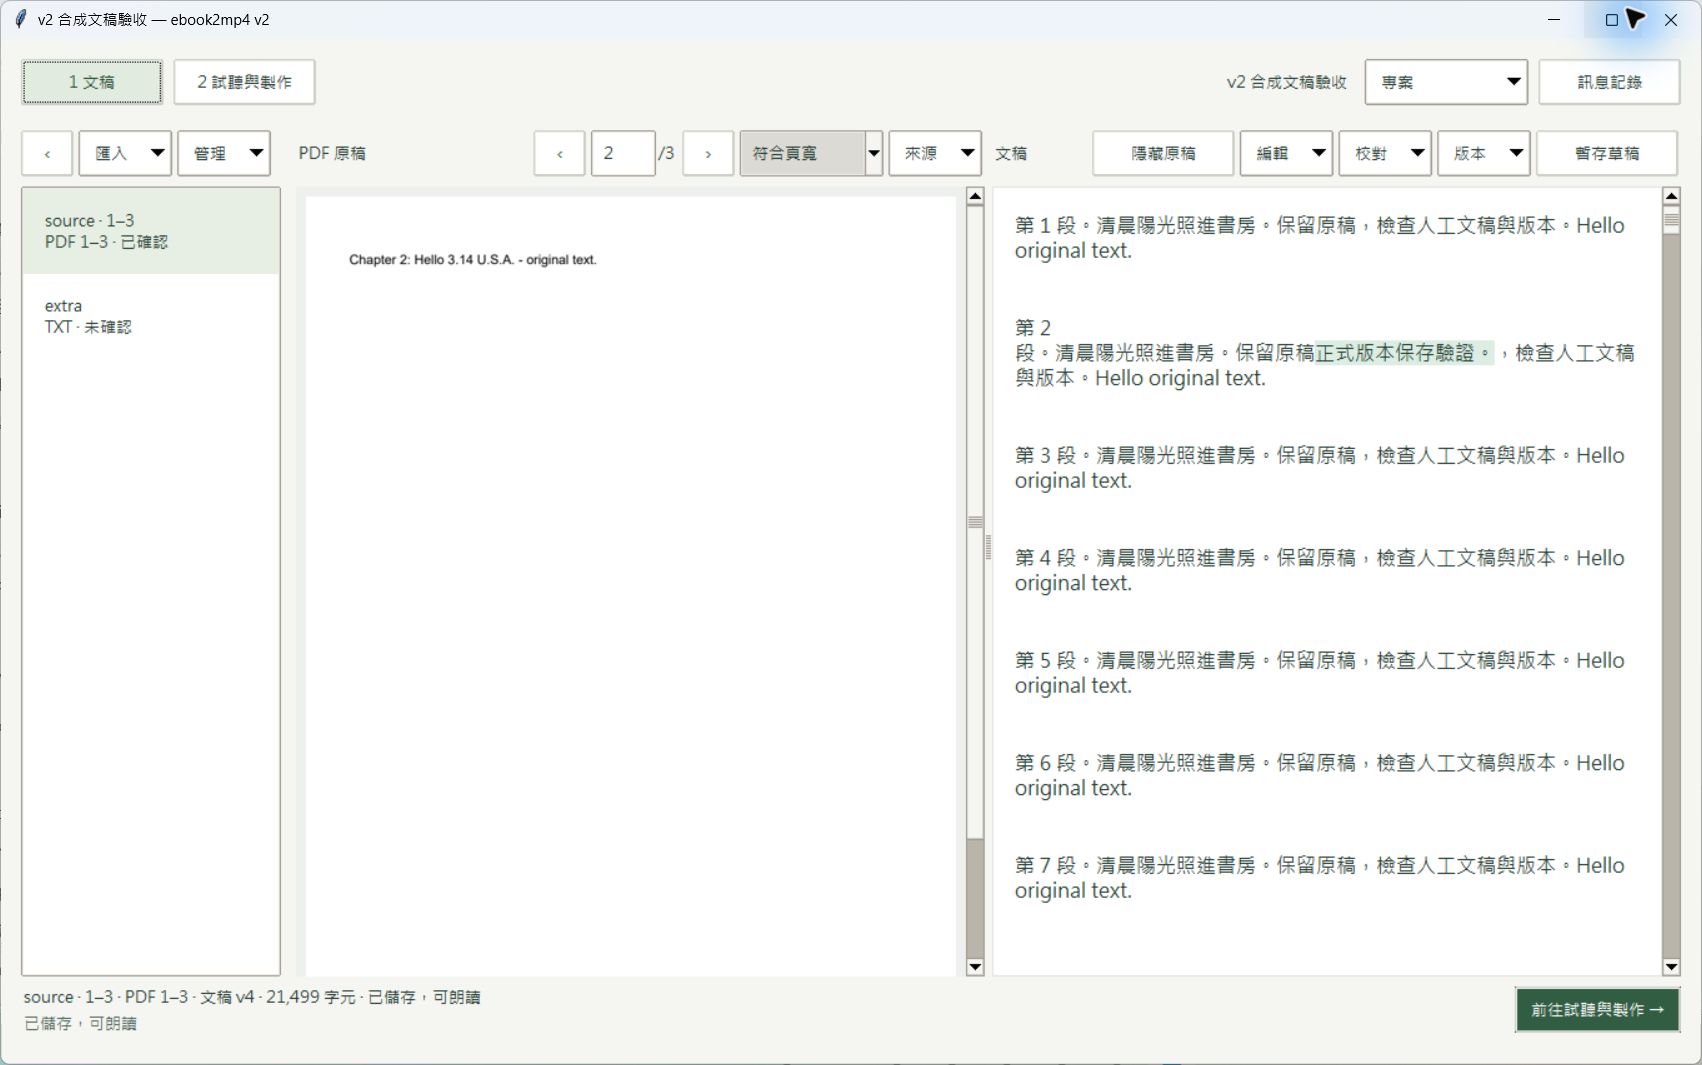 v2 合成文稿驗收 — ebook2mp4 v2
1 文稿
2 試聽與製作
v2 合成文稿驗收
專案
訊息記錄
‹
匯入
管理
PDF 原稿
‹
2
/3
›
符合頁寬
來源
文稿
隱藏原稿
編輯
校對
版本
暫存草稿
source · 1–3
PDF 1–3 · 已確認
extra
TXT · 未確認
Chapter 2: Hello 3.14 U.S.A. - original text.
第 1 段。清晨陽光照進書房。保留原稿，檢查人工文稿與版本。Hello
original text.
第 2
段。清晨陽光照進書房。保留原稿正式版本保存驗證。，檢查人工文稿
與版本。Hello original text.
第 3 段。清晨陽光照進書房。保留原稿，檢查人工文稿與版本。Hello
original text.
第 4 段。清晨陽光照進書房。保留原稿，檢查人工文稿與版本。Hello
original text.
第 5 段。清晨陽光照進書房。保留原稿，檢查人工文稿與版本。Hello
original text.
第 6 段。清晨陽光照進書房。保留原稿，檢查人工文稿與版本。Hello
original text.
第 7 段。清晨陽光照進書房。保留原稿，檢查人工文稿與版本。Hello
original text.
source · 1–3 · PDF 1–3 · 文稿 v4 · 21,499 字元 · 已儲存，可朗讀
已儲存，可朗讀
前往試聽與製作 →